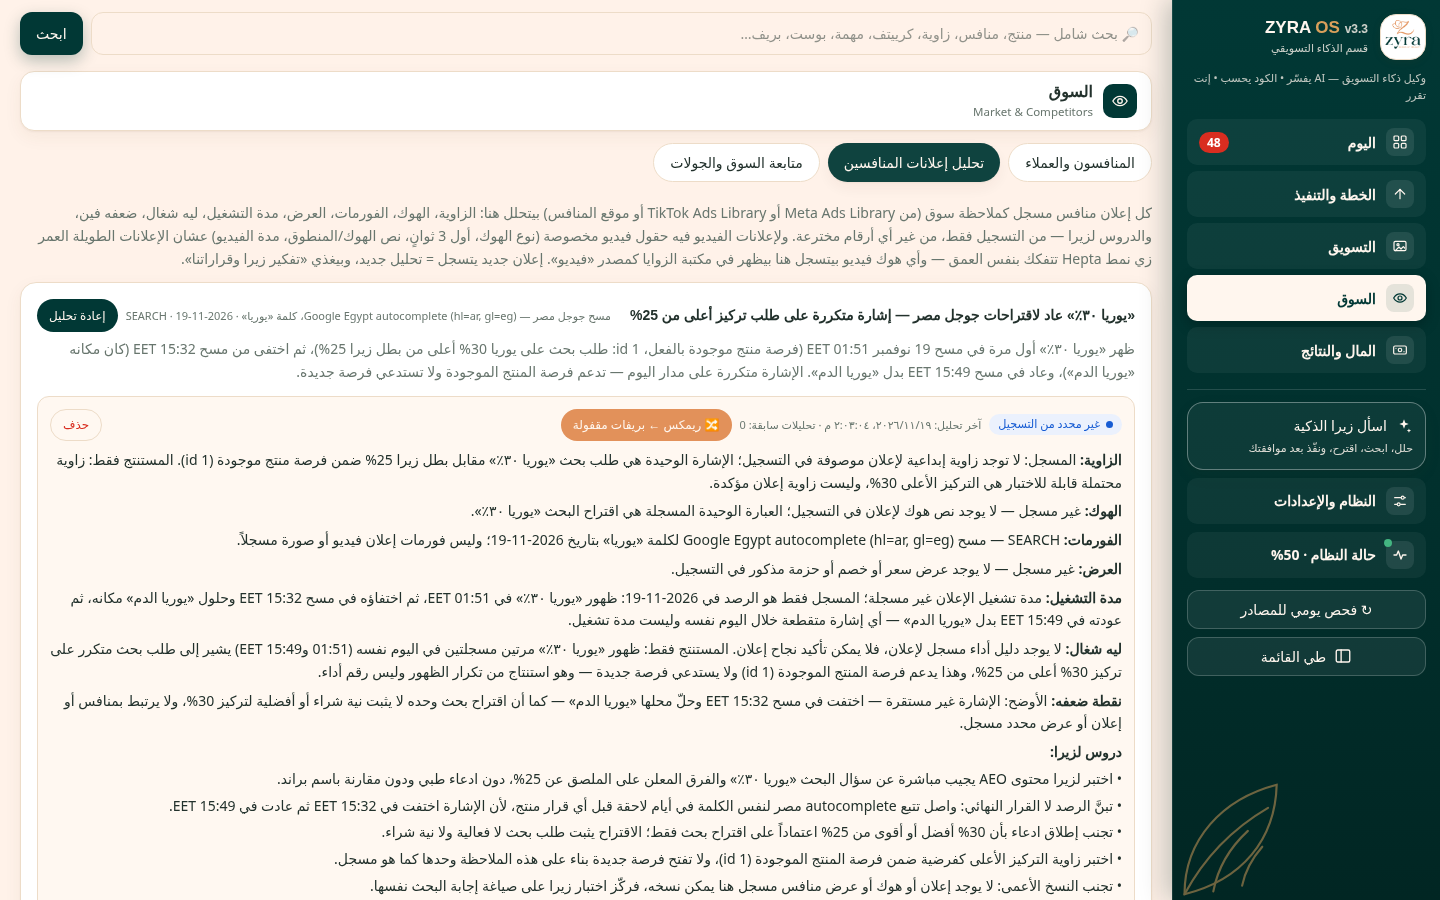 ZYRA OS v3.3
قسم الذكاء التسويقي
zyra
وكيل ذكاء التسويق — AI يفسّر • الكود يحسب • إنت
تقرر
اليوم
48
الخطة والتنفيذ
التسويق
السوق
المال والنتائج
اسأل زيرا الذكية
حلل، ابحث، اقترح، ونفّذ بعد موافقتك
النظام والإعدادات
حالة النظام · 50%
↻ فحص يومي للمصادر
طي القائمة
🔎 بحث شامل — منتج، منافس، زاوية، كرييتف، مهمة، بوست، بريف...
ابحث
السوق
Market & Competitors
المنافسون والعملاء
تحليل إعلانات المنافسين
متابعة السوق والجولات
كل إعلان منافس مسجل كملاحظة سوق (من Meta Ads Library أو TikTok Ads Library أو موقع المنافس) بيتحلل هنا: الزاوية، الهوك، الفورمات، العرض، مدة التشغيل، ليه شغال، ضعفه فين،
والدروس لزيرا — من التسجيل فقط، من غير أي أرقام مخترعة. ولإعلانات الفيديو فيه حقول فيديو مخصوصة (نوع الهوك، أول 3 ثوانٍ، نص الهوك/المنطوق، مدة الفيديو) عشان الإعلانات الطويلة العمر
زي نمط Hepta تتفكك بنفس العمق — وأي هوك فيديو بيتسجل هنا بيظهر في مكتبة الزوايا كمصدر «فيديو». إعلان جديد يتسجل = تحليل جديد، وبيغذي «تفكير زيرا وقراراتنا».
«يوريا ٣٠٪» عاد لاقتراحات جوجل مصر — إشارة متكررة على طلب تركيز أعلى من 25%
مسح جوجل مصر — Google Egypt autocomplete (hl=ar, gl=eg)، كلمة «يوريا» · SEARCH · 19-11-2026
إعادة تحليل
ظهر «يوريا ٣٠٪» أول مرة في مسح 19 نوفمبر 01:51 EET (فرصة منتج موجودة بالفعل، id 1: طلب بحث على يوريا 30% أعلى من بطل زيرا 25%)، ثم اختفى من مسح 15:32 EET (كان مكانه
«يوريا الدم»)، وعاد في مسح 15:49 EET بدل «يوريا الدم». الإشارة متكررة على مدار اليوم — تدعم فرصة المنتج الموجودة ولا تستدعي فرصة جديدة.
غير محدد من التسجيل
آخر تحليل: ٢٠٢٦/١١/١٩، ٢:٠٣:٠٤ م · تحليلات سابقة: 0
🔀 ريمكس ← بريفات مقفولة
حذف
الزاوية: المسجل: لا توجد زاوية إبداعية لإعلان موصوفة في التسجيل؛ الإشارة الوحيدة هي طلب بحث «يوريا ٣٠٪» مقابل بطل زيرا 25% ضمن فرصة منتج موجودة (id 1). المستنتج فقط: زاوية
محتملة قابلة للاختبار هي التركيز الأعلى 30%، وليست زاوية إعلان مؤكدة.
الهوك: غير مسجل — لا يوجد نص هوك لإعلان في التسجيل؛ العبارة الوحيدة المسجلة هي اقتراح البحث «يوريا ٣٠٪».
الفورمات: SEARCH — مسح Google Egypt autocomplete (hl=ar, gl=eg) لكلمة «يوريا» بتاريخ 2026-11-19؛ وليس فورمات إعلان فيديو أو صورة مسجلاً.
العرض: غير مسجل — لا يوجد عرض سعر أو خصم أو حزمة مذكور في التسجيل.
مدة التشغيل: مدة تشغيل الإعلان غير مسجلة؛ المسجل فقط هو الرصد في 2026-11-19: ظهور «يوريا ٣٠٪» في 01:51 EET، ثم اختفاؤه في مسح 15:32 EET وحلول «يوريا الدم» مكانه، ثم
عودته في 15:49 EET بدل «يوريا الدم» — أي إشارة متقطعة خلال اليوم نفسه وليست مدة تشغيل.
ليه شغال: لا يوجد دليل أداء مسجل لإعلان، فلا يمكن تأكيد نجاح إعلان. المستنتج فقط: ظهور «يوريا ٣٠٪» مرتين مسجلتين في اليوم نفسه (01:51 و15:49 EET) يشير إلى طلب بحث متكرر على
تركيز 30% أعلى من 25%، وهذا يدعم فرصة المنتج الموجودة (id 1) ولا يستدعي فرصة جديدة — وهو استنتاج من تكرار الظهور وليس رقم أداء.
نقطة ضعفه: الأوضح: الإشارة غير مستقرة — اختفت في مسح 15:32 EET وحلّ محلها «يوريا الدم» — كما أن اقتراح بحث وحده لا يثبت نية شراء أو أفضلية لتركيز 30%، ولا يرتبط بمنافس أو
إعلان أو عرض محدد مسجل.
دروس لزيرا:
• اختبر لزيرا محتوى AEO يجيب مباشرة عن سؤال البحث «يوريا ٣٠٪» والفرق المعلن على الملصق عن 25%، دون ادعاء طبي ودون مقارنة باسم براند.
• تبنَّ الرصد لا القرار النهائي: واصل تتبع autocomplete مصر لنفس الكلمة في أيام لاحقة قبل أي قرار منتج، لأن الإشارة اختفت في 15:32 EET ثم عادت في 15:49 EET.
• تجنب إطلاق ادعاء بأن 30% أفضل أو أقوى من 25% اعتماداً على اقتراح بحث فقط؛ الاقتراح يثبت طلب بحث لا فعالية ولا نية شراء.
• اختبر زاوية التركيز الأعلى كفرضية ضمن فرصة المنتج الموجودة (id 1)، ولا تفتح فرصة جديدة بناء على هذه الملاحظة وحدها كما هو مسجل.
• تجنب النسخ الأعمى: لا يوجد إعلان أو هوك أو عرض منافس مسجل هنا يمكن نسخه، فركّز اختبار زيرا على صياغة إجابة البحث نفسها.